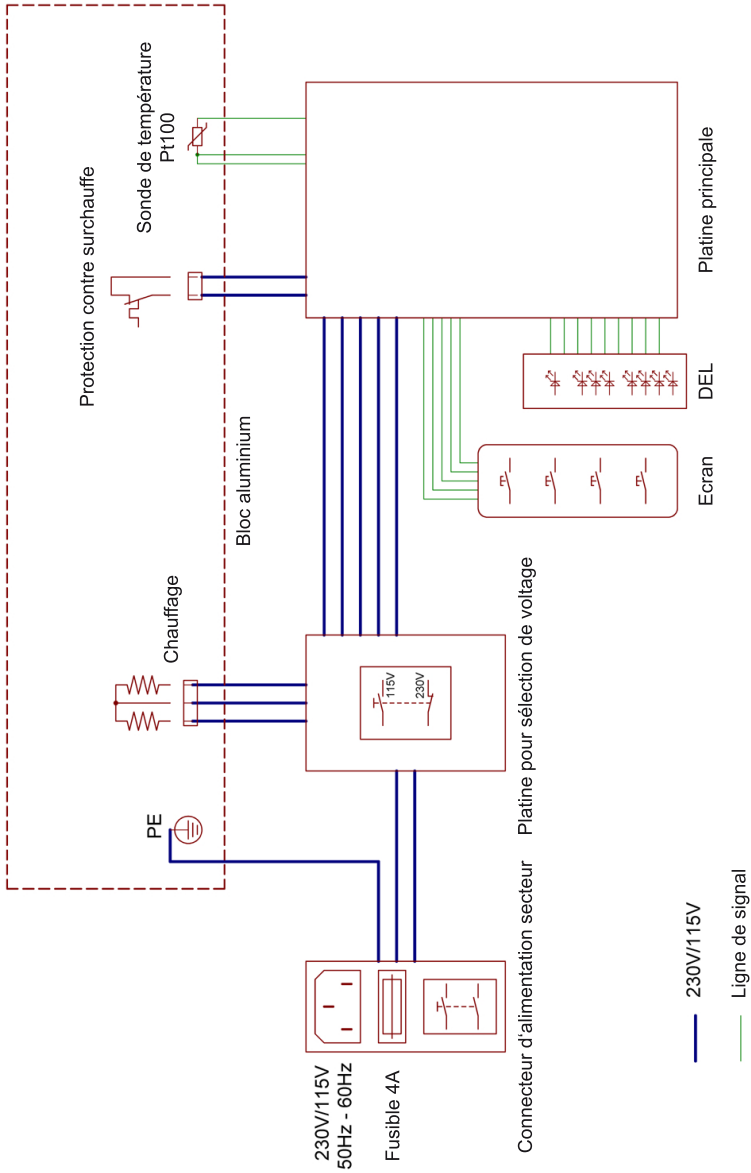 230V/115V
50Hz - 60Hz
Fusible 4A
Connecteur d'alimentation secteur
PE
Chauffage
Bloc aluminium
Protection contre surchauffe
Sonde de température
Pt100
115V
230V
Platine pour sélection de voltage
Ecran
DEL
Platine principale
230V/115V
Ligne de signal